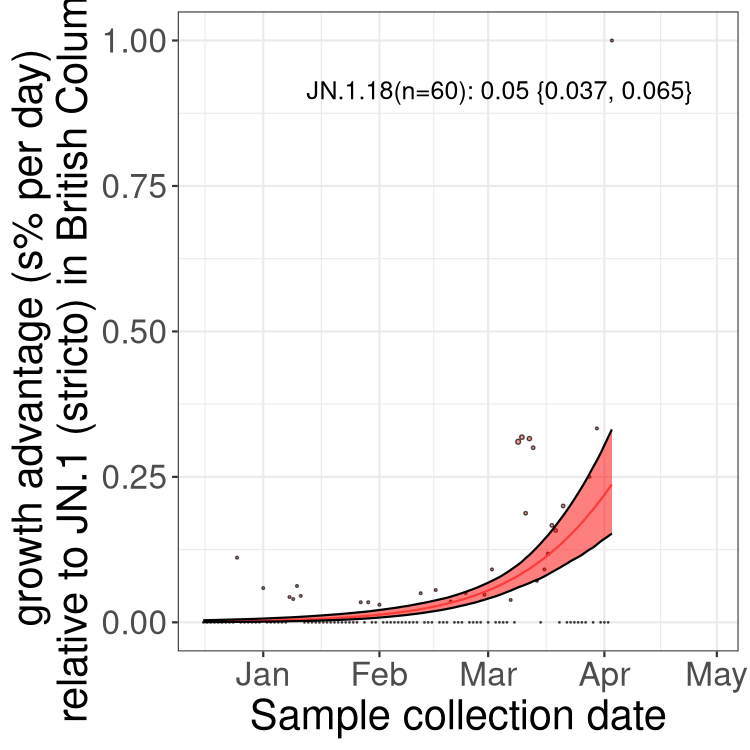 growth advantage (s% per day)
relative to JN.1 (stricto) in British Colum
1.00
0.75
0.50
0.25
0.00
JN.1.18(n=60): 0.05 {0.037, 0.065}
Jan Feb Mar Apr May
Sample collection date